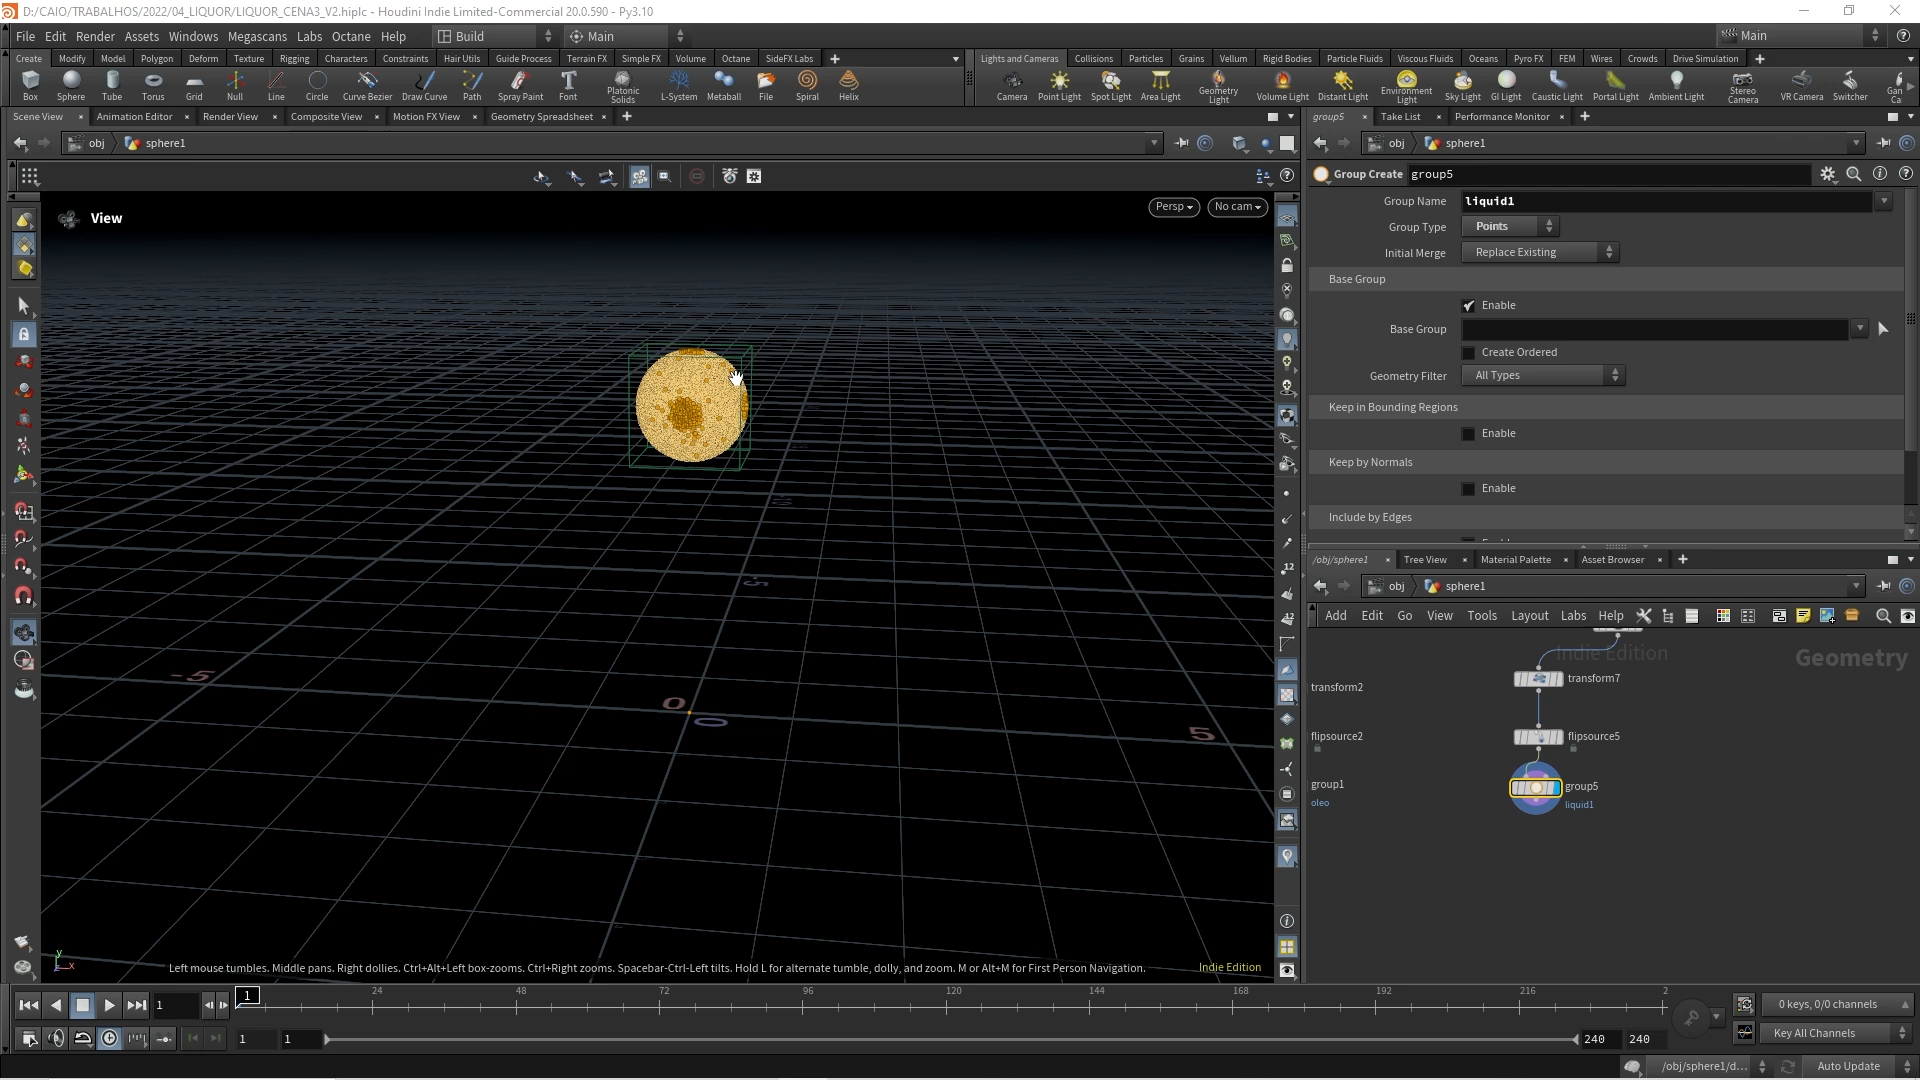 D:/CAIO/TRABALHOS/2022/04_LIQUOR/LIQUOR_CENA3_V2.hiplc - Houdini Indie Limited-Commercial 20.0.590 - Py3.10
File Edit Render Assets Windows Megascans Labs Octane Help Build Main Main
Create Modify Model Polygon Deform Texture Rigging Characters Constraints Hair Utils Guide Process Terrain FX Simple FX Volume Octane SideFX Labs
Lights and Cameras Collisions Particles Grains Vellum Rigid Bodies Particle Fluids Viscous Fluids Oceans Pyro FX FEM Wires Crowds Drive Simulation
Box Sphere Tube Torus Grid Null Line Circle Curve Bezier Draw Curve Path Spray Paint Font Platonic Solids L-System Metaball File Spiral Helix
Camera Point Light Spot Light Area Light Geometry Light Volume Light Distant Light Environment Light Sky Light GI Light Caustic Light Portal Light Ambient Light Stereo Camera VR Camera Switcher Gan Ca
Scene View Animation Editor Render View Composite View Motion FX View Geometry Spreadsheet
group5 Take List Performance Monitor
obj sphere1
obj sphere1
Group Create group5
View
Persp No cam
Group Name liquid1
Group Type Points
Initial Merge Replace Existing
Base Group
Enable
Base Group
Create Ordered
Geometry Filter All Types
Keep in Bounding Regions
Enable
Keep by Normals
Enable
Include by Edges
/obj/sphere1 Tree View Material Palette Asset Browser
obj sphere1
Add Edit Go View Tools Layout Labs Help
Indie Edition
Geometry
transform2
transform7
flipsource2
flipsource5
group1
oleo
group5
liquid1
-5
0
0
5
5
12
12
Left mouse tumbles. Middle pans. Right dollies. Ctrl+Alt+Left box-zooms. Ctrl+Right zooms. Spacebar-Ctrl-Left tilts. Hold L for alternate tumble, dolly, and zoom. M or Alt+M for First Person Navigation.
Indie Edition
1 1 24 48 72 96 120 144 168 192 216 2
0 keys, 0/0 channels
1 1 240 240
Key All Channels
/obj/sphere1/d... Auto Update